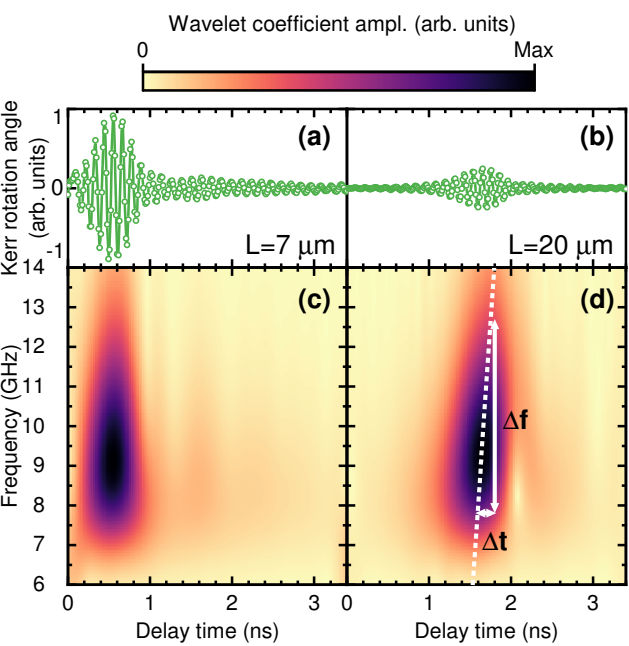 Wavelet coefficient ampl. (arb. units)
0 Max
Kerr rotation angle
(arb. units)
1
0
-1
(a)
L=7 μm
(b)
L=20 μm
Frequency (GHz)
14
13
12
11
10
9
8
7
6
(c)
(d)
Δf
Δt
0 1 2 3
0 1 2 3
Delay time (ns) Delay time (ns)